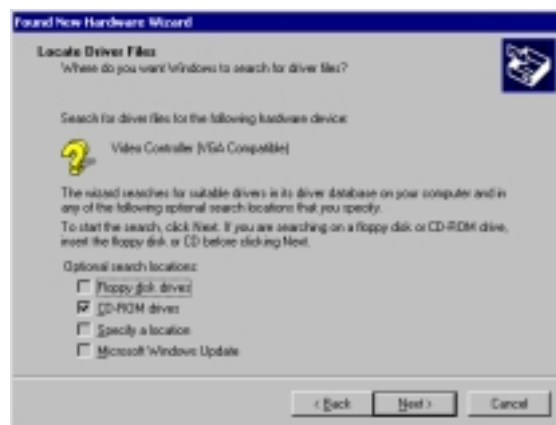 Found New Hardware Wizard
Locate Driver Files
Where do you want Windows to search for driver files?
Search for driver files for the following hardware device:
Video Controller (VGA Compatible)
The wizard searches for suitable drivers in its driver database on your computer and in
any of the following optional search locations that you specify.
To start the search, click Next. If you are searching on a floppy disk or CD-ROM drive,
insert the floppy disk or CD before clicking Next.
Optional search locations:
Floppy disk drives
CD-ROM drives
Specify a location
Microsoft Windows Update
< Back
Next >
Cancel